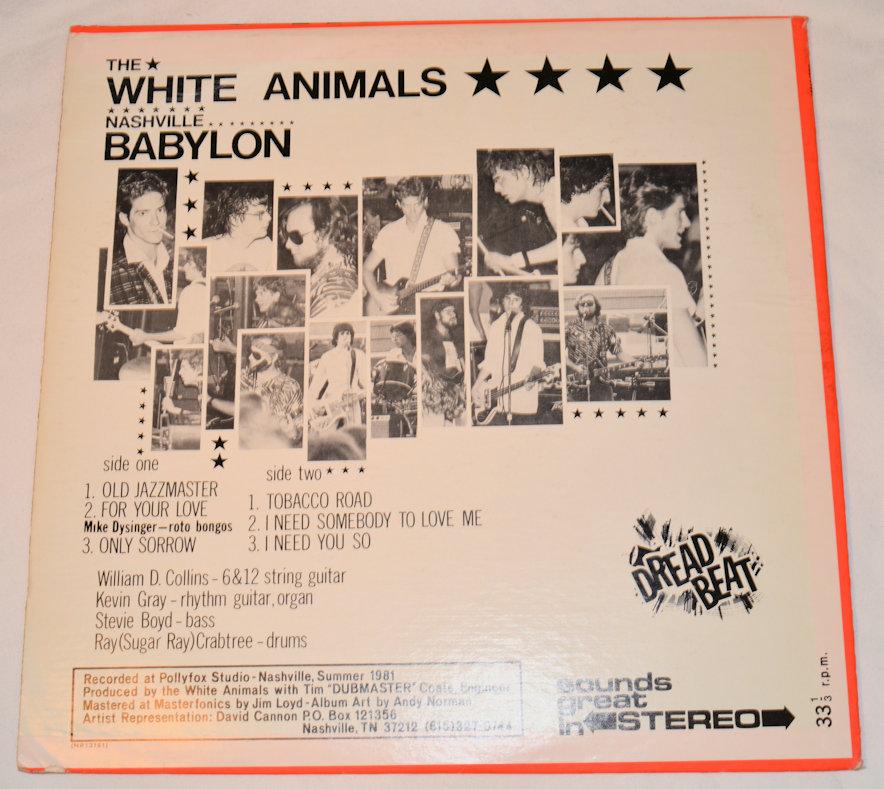 THE
WHITE ANIMALS
NASHVILLE.........
BABYLON
side one
1. OLD JAZZMASTER
2. FOR YOUR LOVE
Mike Dysinger—roto bongos
3. ONLY SORROW
side two
1. TOBACCO ROAD
2. I NEED SOMEBODY TO LOVE ME
3. I NEED YOU SO
William D. Collins - 6&12 string guitar
Kevin Gray - rhythm guitar, organ
Stevie Boyd - bass
Ray(Sugar Ray)Crabtree - drums
DREAD
BEAT
Recorded at Pollyfox Studio - Nashville, Summer 1981
Produced by the White Animals with Tim "DUBMASTER" Coats, Engineer
Mastered at Masterfonics by Jim Loyd - Album Art by Andy Norman
Artist Representation: David Cannon P.O. Box 121356
Nashville, TN 37212 (615)327-
sounds
great
in STEREO
33 1/3 r.p.m.